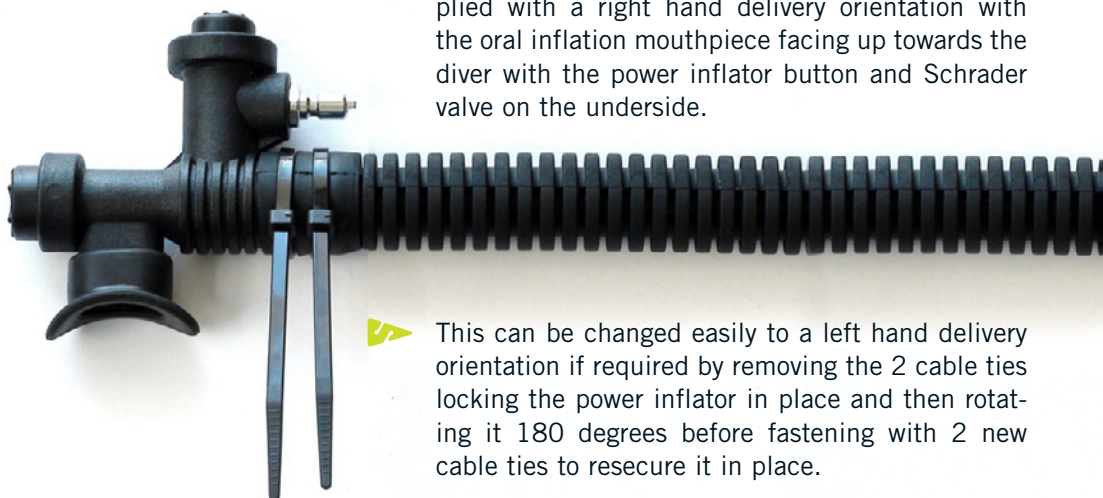 plied with a right hand delivery orientation with
the oral inflation mouthpiece facing up towards the
diver with the power inflator button and Schrader
valve on the underside.
This can be changed easily to a left hand delivery
orientation if required by removing the 2 cable ties
locking the power inflator in place and then rotat-
ing it 180 degrees before fastening with 2 new
cable ties to resecure it in place.